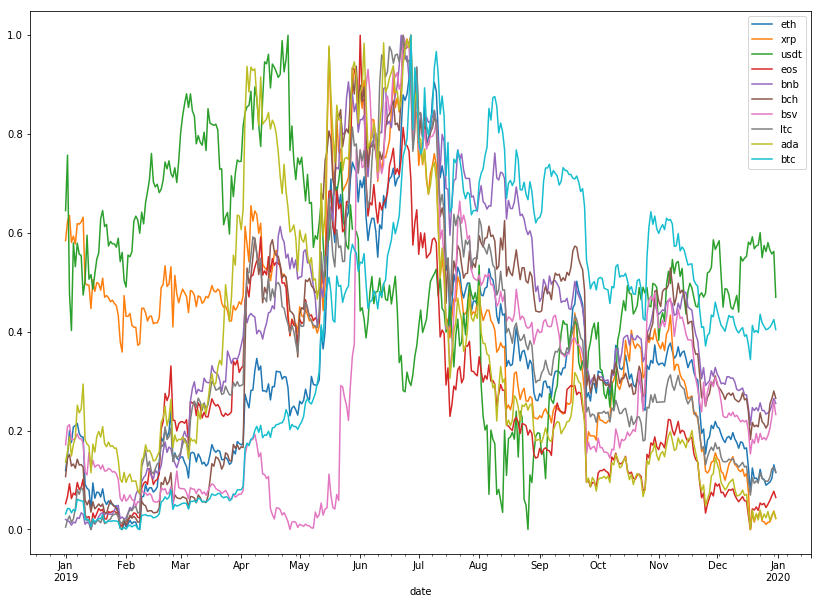 1.0
0.8
0.6
0.4
0.2
0.0
eth
xrp
usdt
eos
bnb
bch
bsv
ltc
ada
btc
Jan Feb Mar Apr May Jun Jul Aug Sep Oct Nov Dec Jan
2019 2020
date